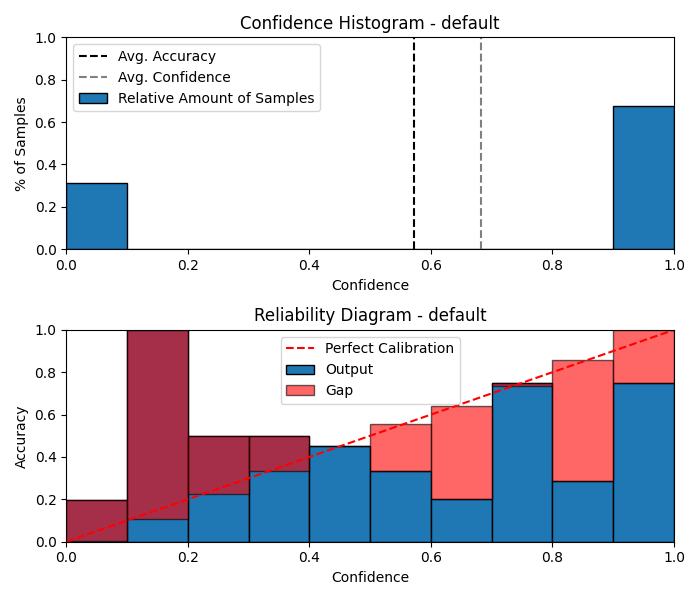 Confidence Histogram - default
1.0
0.8
0.6
0.4
0.2
0.0
% of Samples
Avg. Accuracy
Avg. Confidence
Relative Amount of Samples
0.0 0.2 0.4 0.6 0.8 1.0
Confidence
Reliability Diagram - default
1.0
0.8
0.6
0.4
0.2
0.0
Accuracy
Perfect Calibration
Output
Gap
0.0 0.2 0.4 0.6 0.8 1.0
Confidence